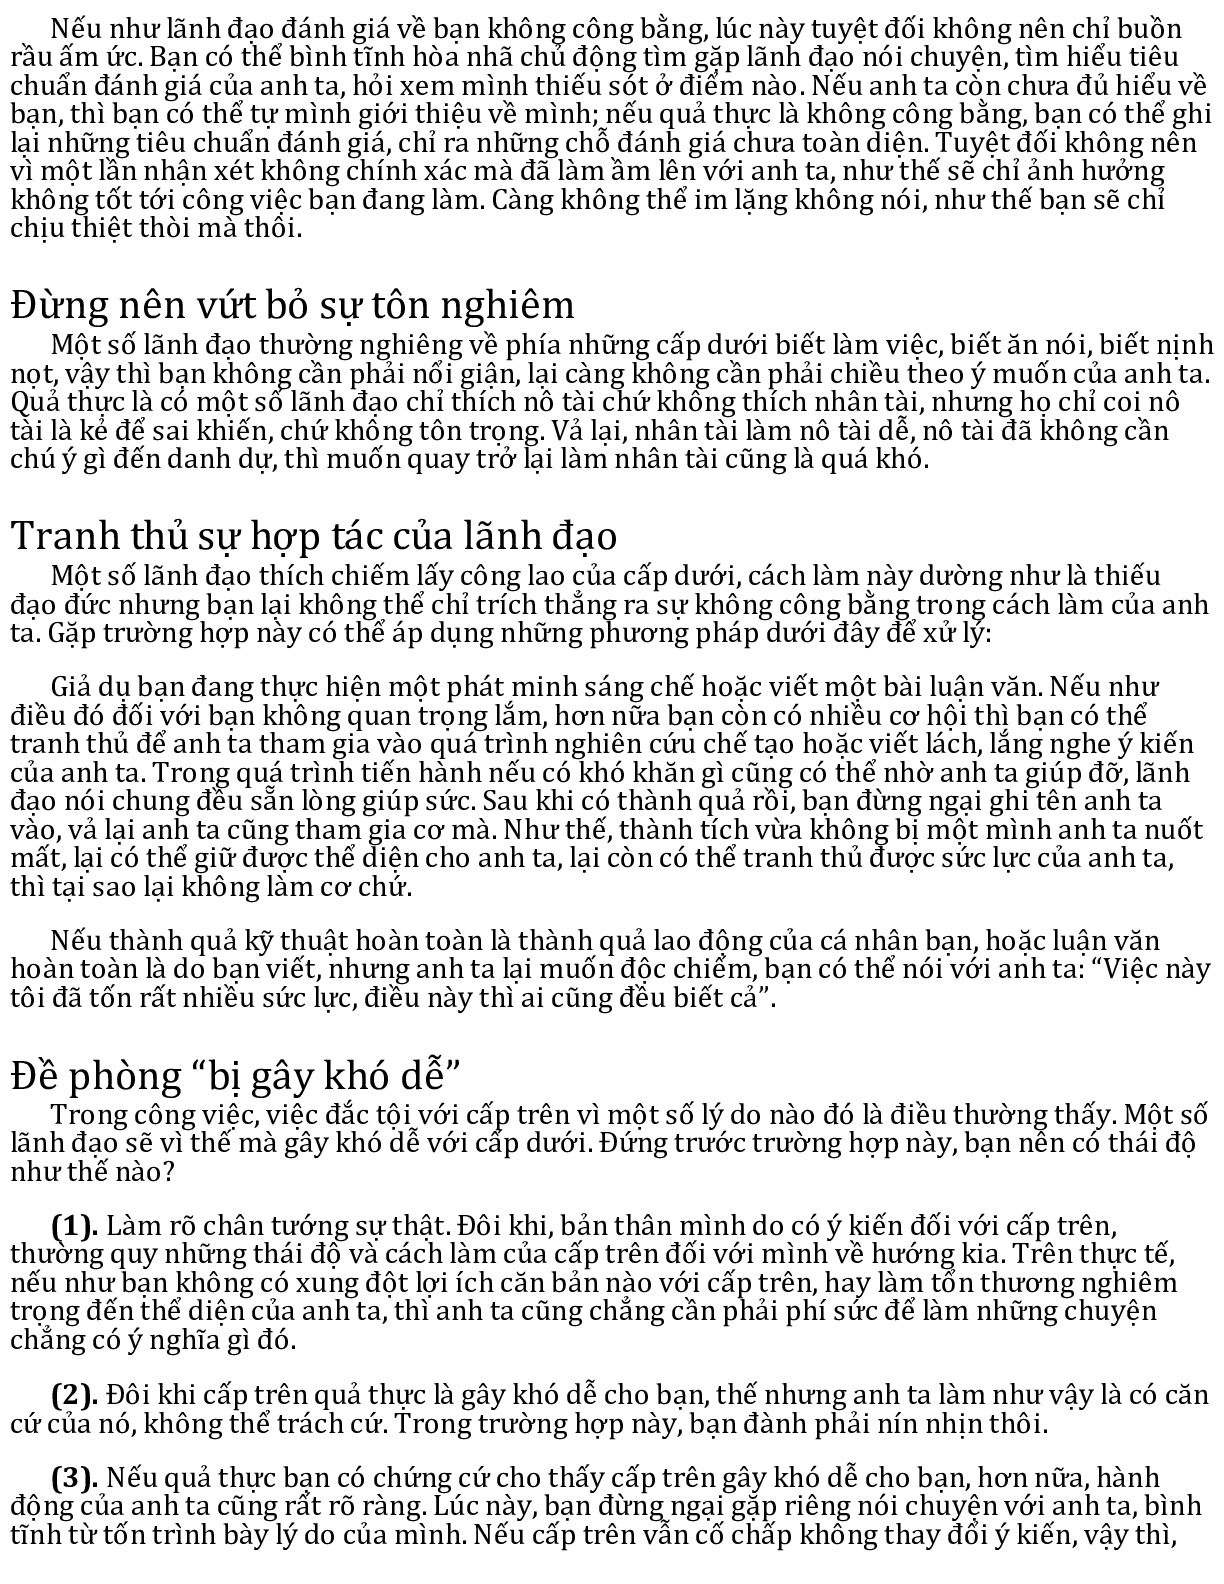 Nếu như lãnh đạo đánh giá về bạn không công bằng, lúc này tuyệt đối không nên chỉ buồn
rầu ấm ức. Bạn có thể bình tĩnh hòa nhã chủ động tìm gặp lãnh đạo nói chuyện, tìm hiểu tiêu
chuẩn đánh giá của anh ta, hỏi xem mình thiếu sót ở điểm nào. Nếu anh ta còn chưa đủ hiểu về
bạn, thì bạn có thể tự mình giới thiệu về mình; nếu quả thực là không công bằng, bạn có thể ghi
lại những tiêu chuẩn đánh giá, chỉ ra những chỗ đánh giá chưa toàn diện. Tuyệt đối không nên
vì một lần nhận xét không chính xác mà đã làm ầm lên với anh ta, như thế sẽ chỉ ảnh hưởng
không tốt tới công việc bạn đang làm. Càng không thể im lặng không nói, như thế bạn sẽ chỉ
chịu thiệt thòi mà thôi.
Đừng nên vứt bỏ sự tôn nghiêm
Một số lãnh đạo thường nghiêng về phía những cấp dưới biết làm việc, biết ăn nói, biết nịnh
nọt, vậy thì bạn không cần phải nổi giận, lại càng không cần phải chiều theo ý muốn của anh ta.
Quả thực là có một số lãnh đạo chỉ thích nô tài chứ không thích nhân tài, nhưng họ chỉ coi nô
tài là kẻ để sai khiến, chứ không tôn trọng. Vả lại, nhân tài làm nô tài dễ, nô tài đã không cần
chú ý gì đến danh dự, thì muốn quay trở lại làm nhân tài cũng là quá khó.
Tranh thủ sự hợp tác của lãnh đạo
Một số lãnh đạo thích chiếm lấy công lao của cấp dưới, cách làm này dường như là thiếu
đạo đức nhưng bạn lại không thể chỉ trích thẳng ra sự không công bằng trong cách làm của anh
ta. Gặp trường hợp này có thể áp dụng những phương pháp dưới đây để xử lý:
Giả dụ bạn đang thực hiện một phát minh sáng chế hoặc viết một bài luận văn. Nếu như
điều đó đối với bạn không quan trọng lắm, hơn nữa bạn còn có nhiều cơ hội thì bạn có thể
tranh thủ để anh ta tham gia vào quá trình nghiên cứu chế tạo hoặc viết lách, lắng nghe ý kiến
của anh ta. Trong quá trình tiến hành nếu có khó khăn gì cũng có thể nhờ anh ta giúp đỡ, lãnh
đạo nói chung đều sẵn lòng giúp sức. Sau khi có thành quả rồi, bạn đừng ngại ghi tên anh ta
vào, vả lại anh ta cũng tham gia cơ mà. Như thế, thành tích vừa không bị một mình anh ta nuốt
mất, lại có thể giữ được thể diện cho anh ta, lại còn có thể tranh thủ được sức lực của anh ta,
thì tại sao lại không làm cơ chứ.
Nếu thành quả kỹ thuật hoàn toàn là thành quả lao động của cá nhân bạn, hoặc luận văn
hoàn toàn là do bạn viết, nhưng anh ta lại muốn độc chiếm, bạn có thể nói với anh ta: “Việc này
tôi đã tốn rất nhiều sức lực, điều này thì ai cũng đều biết cả”.
Đề phòng “bị gây khó dễ”
Trong công việc, việc đắc tội với cấp trên vì một số lý do nào đó là điều thường thấy. Một số
lãnh đạo sẽ vì thế mà gây khó dễ với cấp dưới. Đứng trước trường hợp này, bạn nên có thái độ
như thế nào?
(1). Làm rõ chân tướng sự thật. Đôi khi, bản thân mình do có ý kiến đối với cấp trên,
thường quy những thái độ và cách làm của cấp trên đối với mình về hướng kia. Trên thực tế,
nếu như bạn không có xung đột lợi ích căn bản nào với cấp trên, hay làm tổn thương nghiêm
trọng đến thể diện của anh ta, thì anh ta cũng chẳng cần phải phí sức để làm những chuyện
chẳng có ý nghĩa gì đó.
(2). Đôi khi cấp trên quả thực là gây khó dễ cho bạn, thế nhưng anh ta làm như vậy là có căn
cứ của nó, không thể trách cứ. Trong trường hợp này, bạn đành phải nín nhịn thôi.
(3). Nếu quả thực bạn có chứng cứ cho thấy cấp trên gây khó dễ cho bạn, hơn nữa, hành
động của anh ta cũng rất rõ ràng. Lúc này, bạn đừng ngại gặp riêng nói chuyện với anh ta, bình
tĩnh từ tốn trình bày lý do của mình. Nếu cấp trên vẫn cố chấp không thay đổi ý kiến, vậy thì,